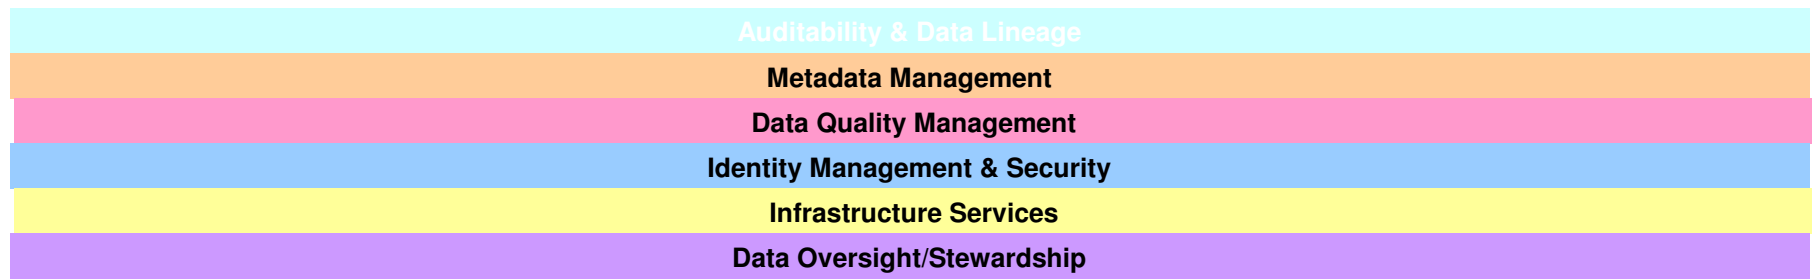 Auditability & Data Lineage
Metadata Management
Data Quality Management
Identity Management & Security
Infrastructure Services
Data Oversight/Stewardship